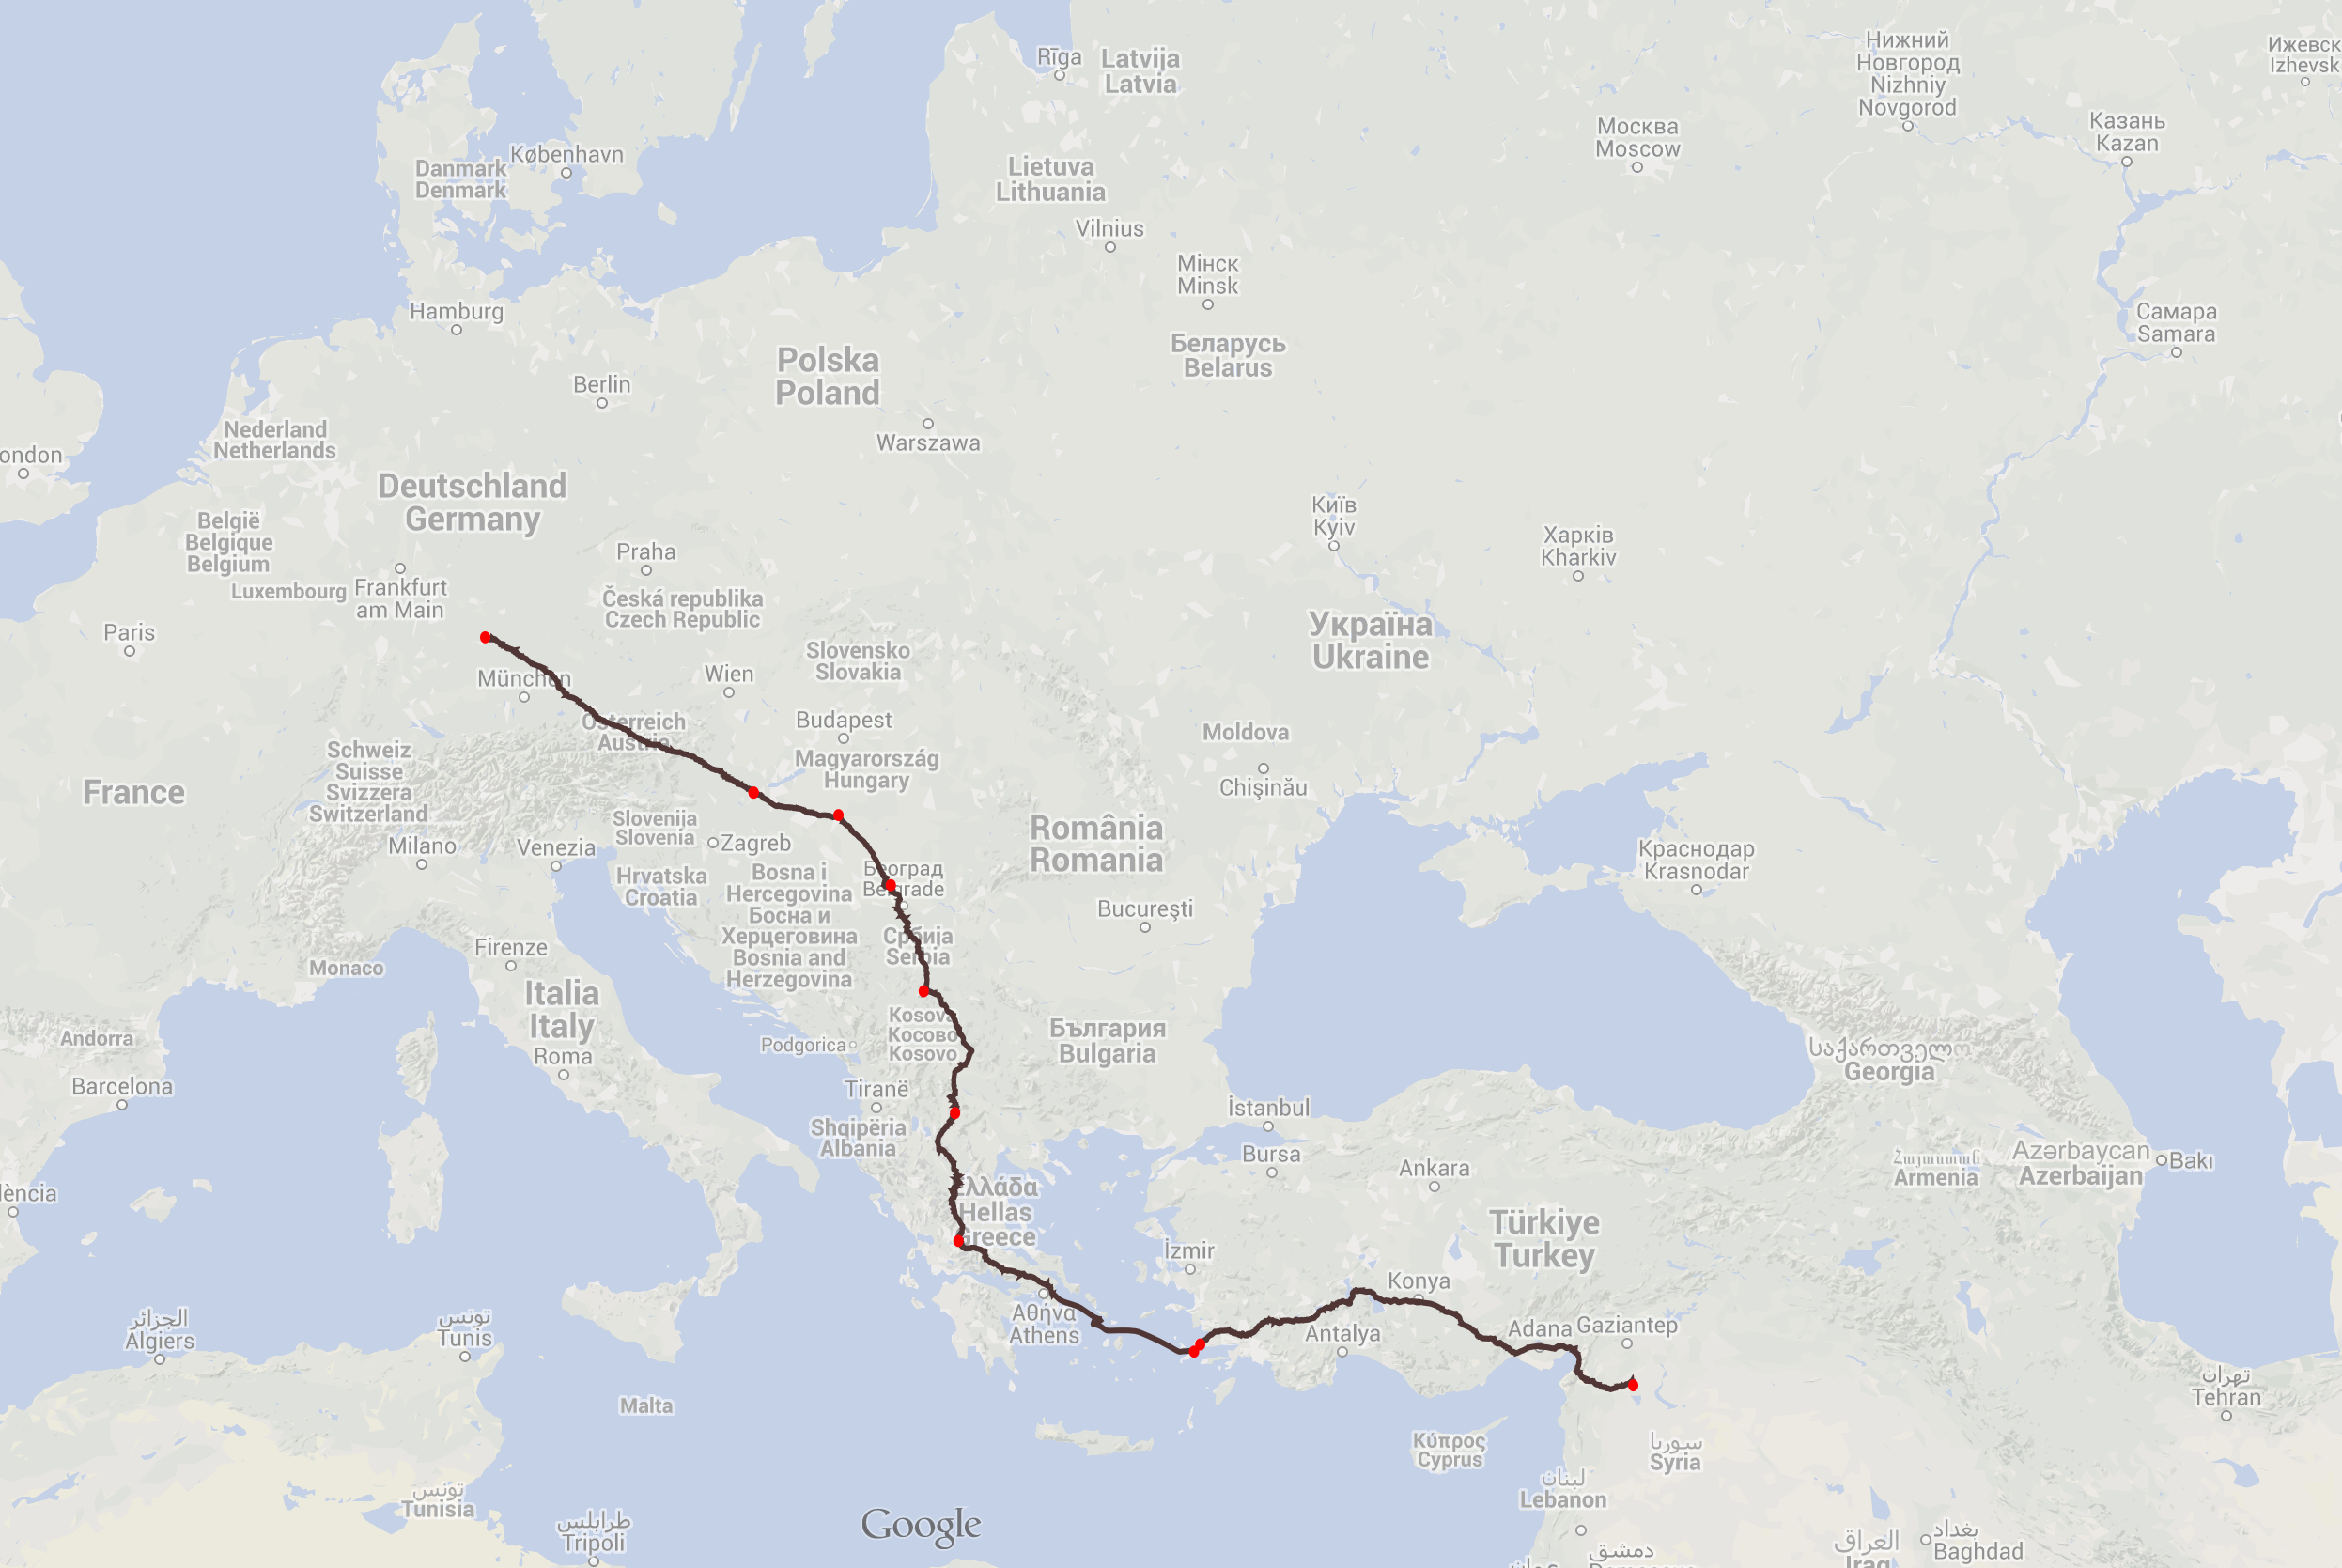 Rīga
Latvija
Latvia
Нижний
Новгород
Nizhniy
Novgorod
Ижевск
Izhevsk
Москва
Moscow
Казань
Kazan
København
Danmark
Denmark
Lietuva
Lithuania
Vilnius
Мінск
Minsk
Hamburg
Самара
Samara
Беларусь
Belarus
Polska
Poland
Berlin
Nederland
Netherlands
Warszawa
ondon
Deutschland
Germany
Київ
Kyiv
België
Belgique
Belgium
Харків
Kharkiv
Praha
Luxembourg
Frankfurt
am Main
Česká republika
Czech Republic
Україна
Ukraine
Paris
Slovensko
Slovakia
München
Wien
Österreich
Austria
Budapest
Moldova
Schweiz
Suisse
Svizzera
Switzerland
Magyarország
Hungary
Chişinău
France
Slovenija
Slovenia
România
Romania
Milano
Venezia
Zagreb
Краснодар
Krasnodar
Hrvatska
Croatia
Bosna i
Hercegovina
Босна и
Херцеговина
Bosnia and
Herzegovina
Београд
Belgrade
Bucureşti
Србија
Serbia
Firenze
Monaco
Italia
Italy
Kosova
Косово
Kosovo
България
Bulgaria
Andorra
Podgorica
Roma
საქართველო
Georgia
Barcelona
Tiranë
İstanbul
Shqipëria
Albania
Bursa
Ankara
Azərbaycan
Azerbaijan
Bakı
Armenia
lència
Ελλάδα
Hellas
Greece
Türkiye
Turkey
İzmir
Konya
الجزائر
Algiers
تونس
Tunis
Αθήνα
Athens
Antalya
Adana
Gaziantep
Malta
تهران
Tehran
Κύπρος
Cyprus
سوريا
Syria
تونس
Tunisia
لبنان
Lebanon
طرابلس
Tripoli
Google
دمشق
العراق
Iraq
بغداد
Baghdad